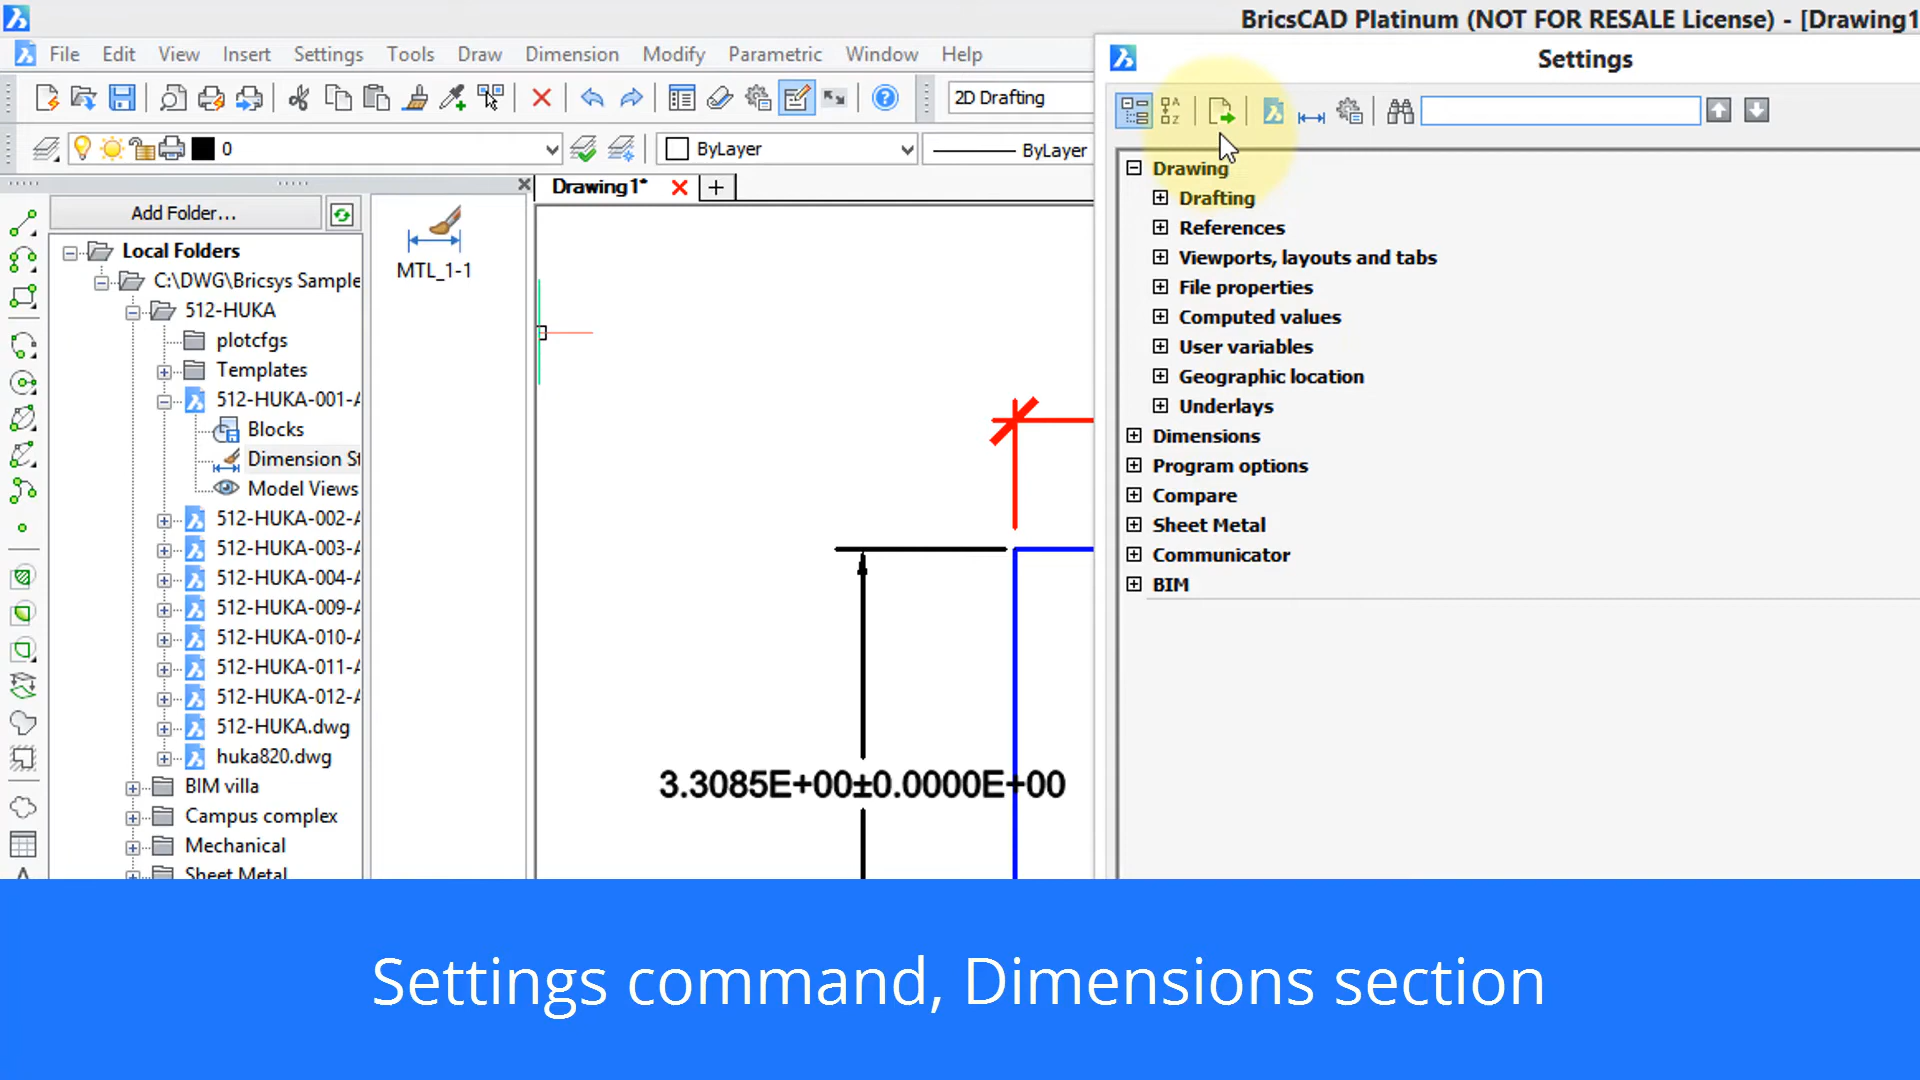 BricsCAD Platinum (NOT FOR RESALE License) - [Drawing1
File Edit View Insert Settings Tools Draw Dimension Modify Parametric Window Help
Settings
2D Drafting
0
ByLayer
ByLayer
Drawing1*
Add Folder...
Local Folders
C:\DWG\Bricsys Sample
512-HUKA
plotcfgs
Templates
512-HUKA-001-A
Blocks
Dimension St
Model Views
512-HUKA-002-A
512-HUKA-003-A
512-HUKA-004-A
512-HUKA-009-A
512-HUKA-010-A
512-HUKA-011-A
512-HUKA-012-A
512-HUKA.dwg
huka820.dwg
BIM villa
Campus complex
Mechanical
Sheet Metal
MTL_1-1
3.3085E+00±0.0000E+00
Drawing
Drafting
References
Viewports, layouts and tabs
File properties
Computed values
User variables
Geographic location
Underlays
Dimensions
Program options
Compare
Sheet Metal
Communicator
BIM
Settings command, Dimensions section